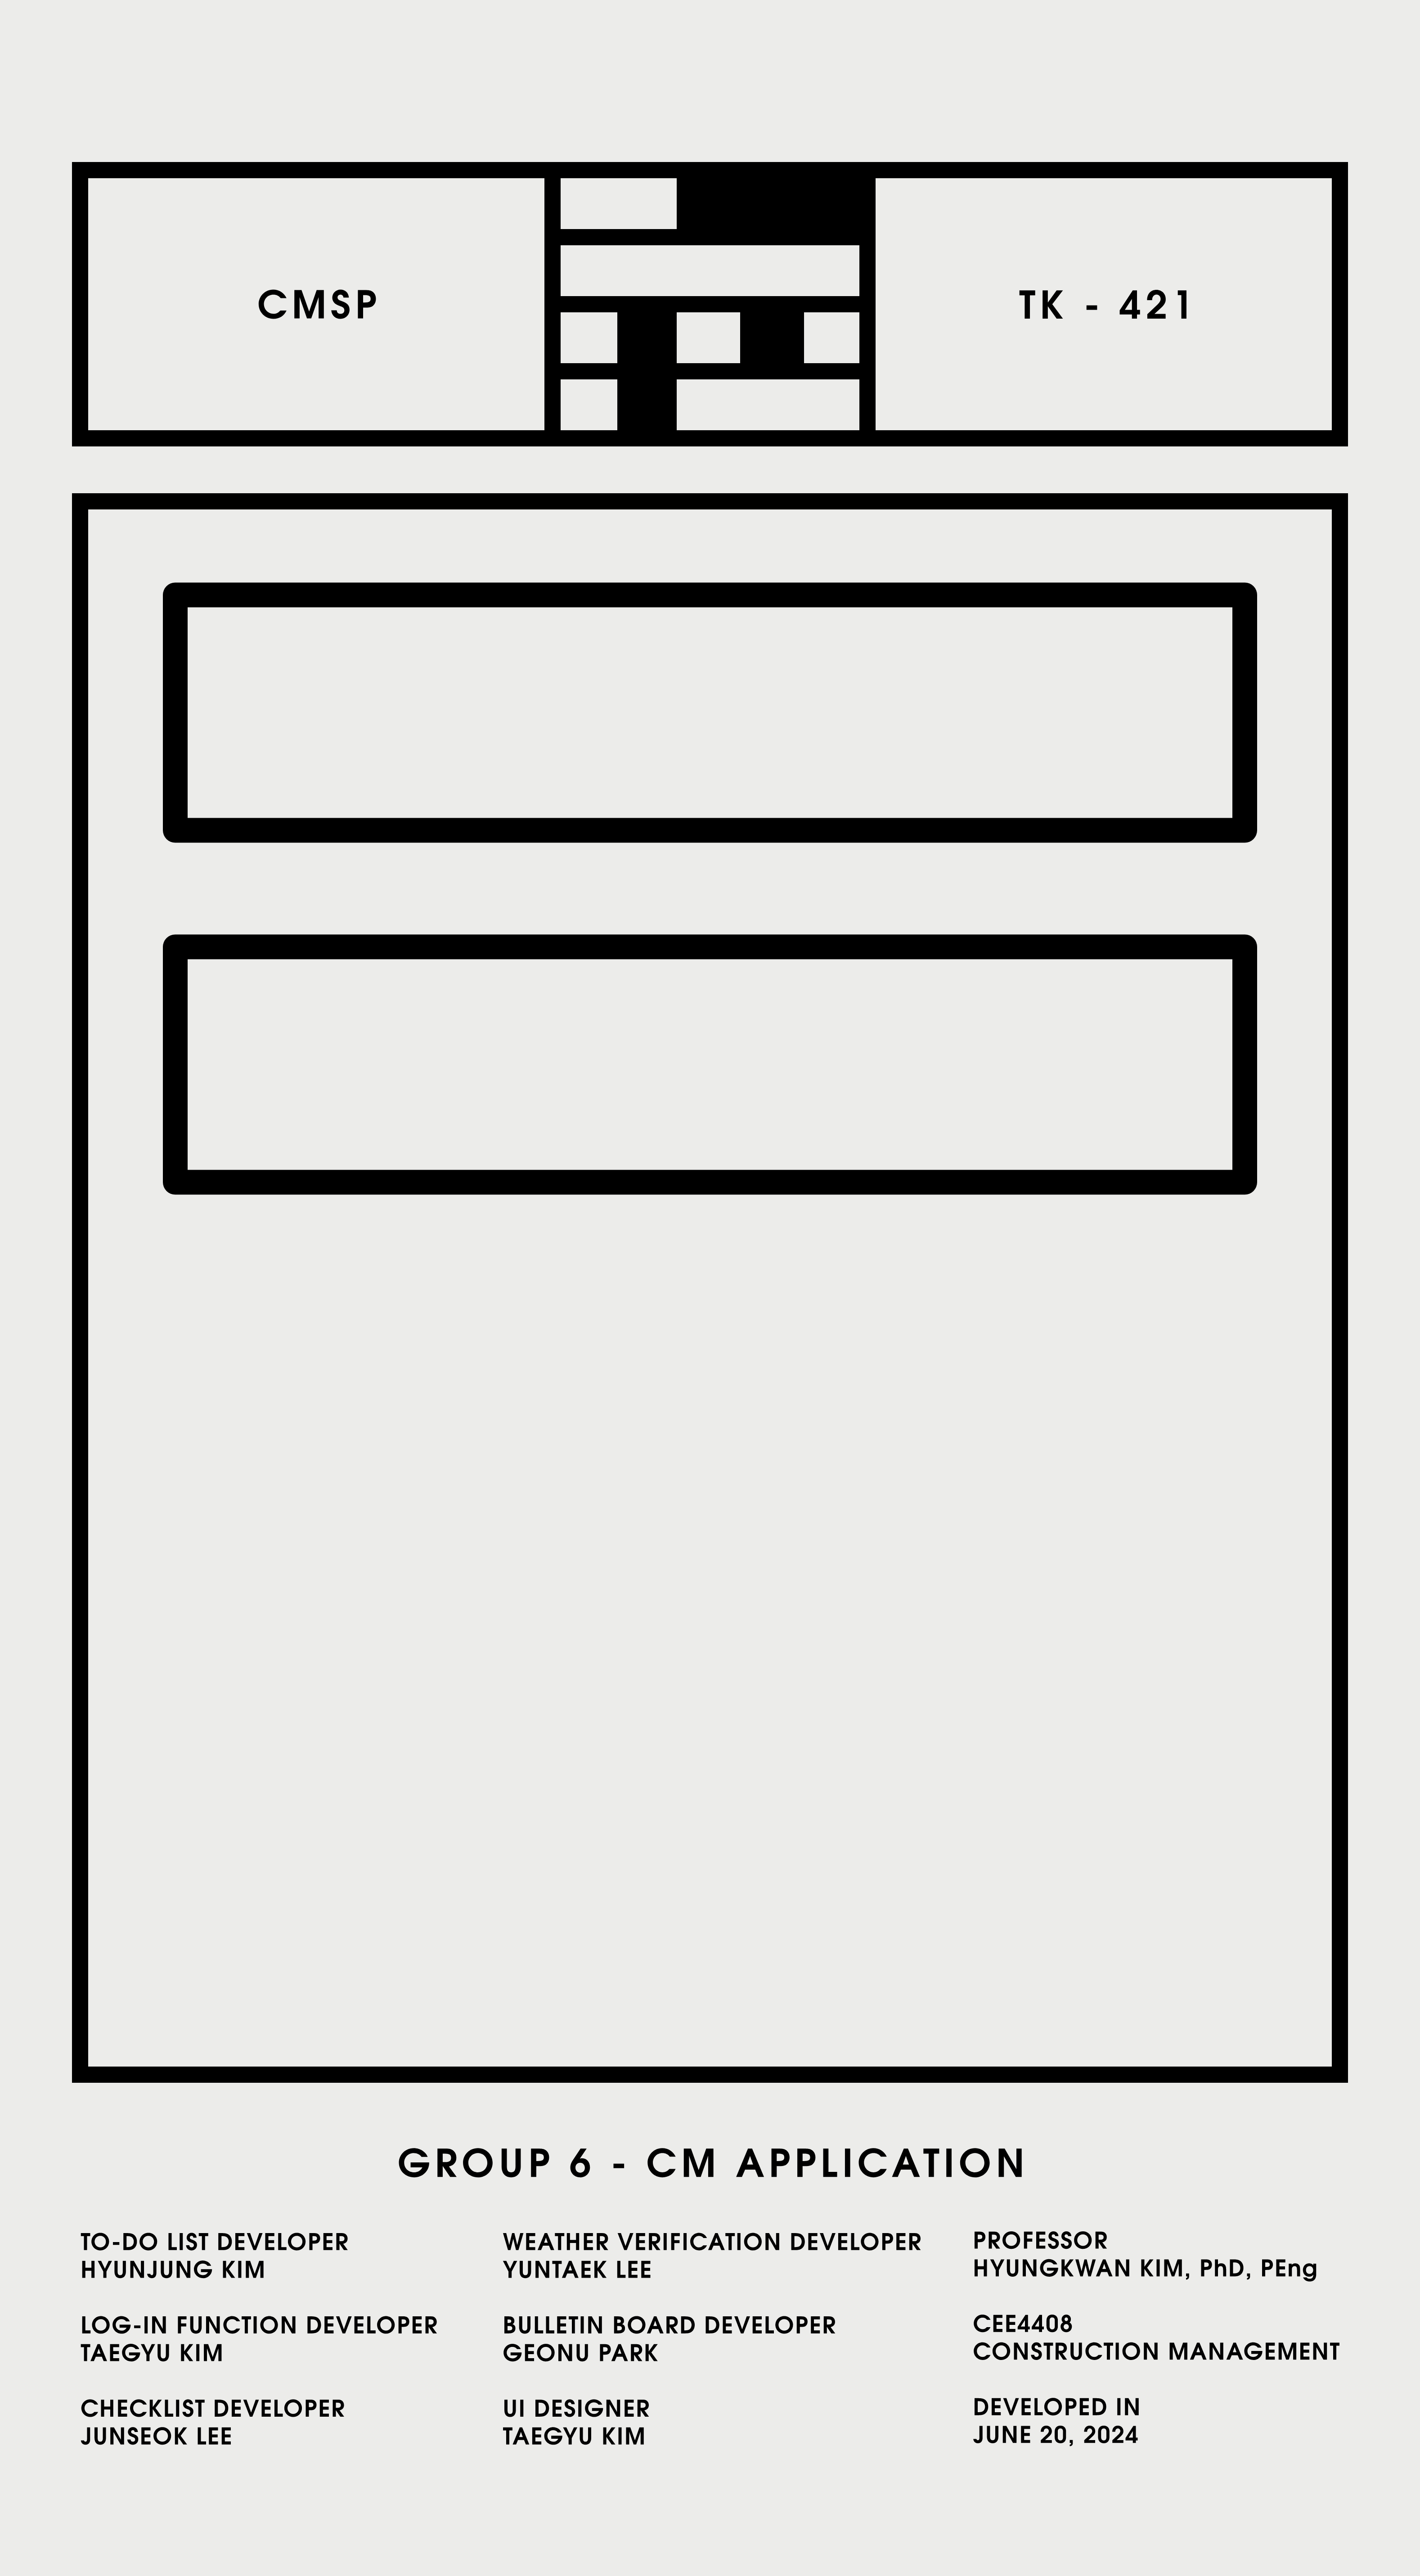 CMSP
TK - 421
GROUP 6 - CM APPLICATION
TO-DO LIST DEVELOPER
HYUNJUNG KIM
LOG-IN FUNCTION DEVELOPER
TAEGYU KIM
CHECKLIST DEVELOPER
JUNSEOK LEE
WEATHER VERIFICATION DEVELOPER
YUNTAEK LEE
BULLETIN BOARD DEVELOPER
GEONU PARK
UI DESIGNER
TAEGYU KIM
PROFESSOR
HYUNGKWAN KIM, PhD, PEng
CEE4408
CONSTRUCTION MANAGEMENT
DEVELOPED IN
JUNE 20, 2024